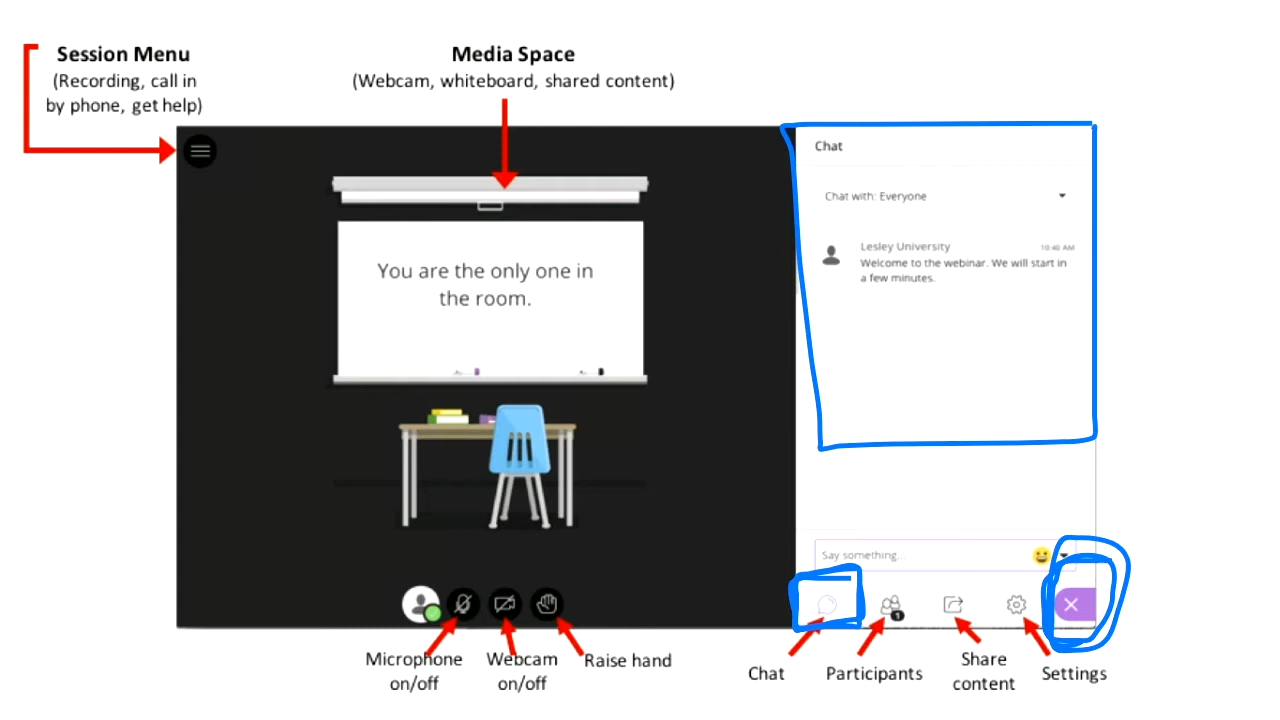 Session Menu
(Recording, call in
by phone, get help)
Media Space
(Webcam, whiteboard, shared content)
You are the only one in
the room.
Chat
Chat with: Everyone
Lesley University
10:40 AM
Welcome to the webinar. We will start in
a few minutes.
Say something...
1
Microphone
on/off
Webcam
on/off
Raise hand
Chat
Participants
Share
content
Settings